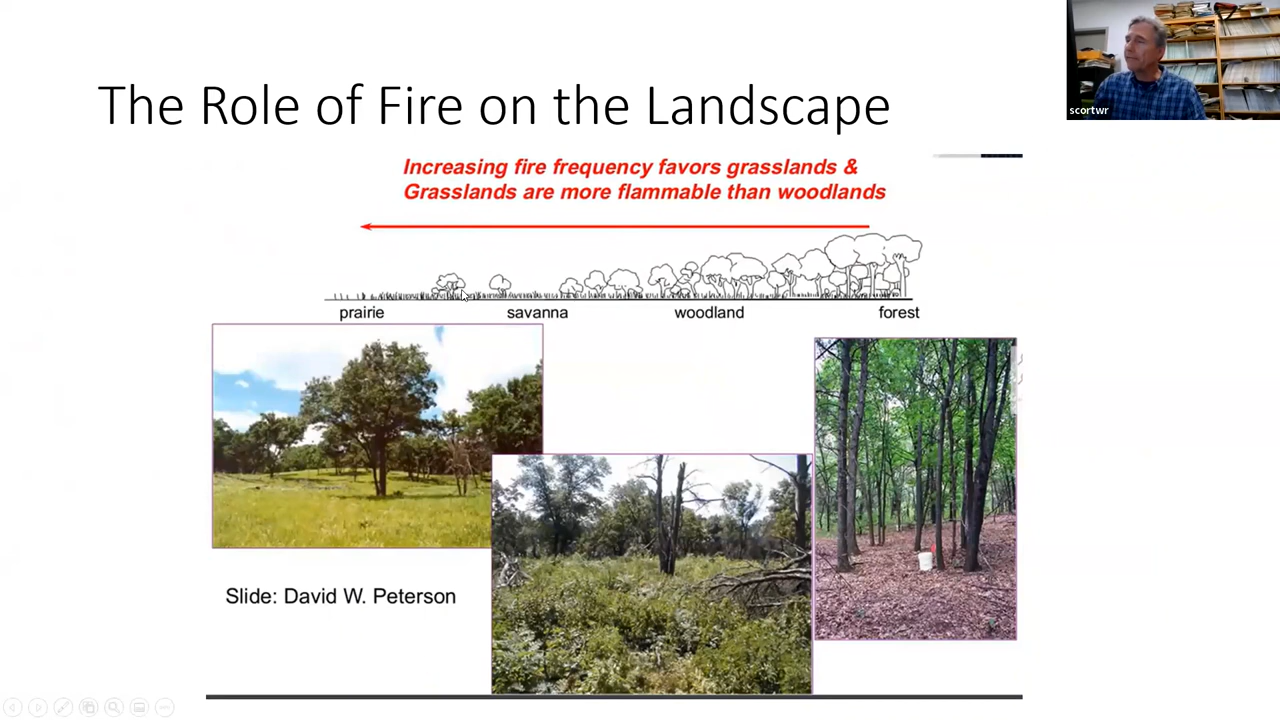 scortwr
The Role of Fire on the Landscape
Increasing fire frequency favors grasslands &
Grasslands are more flammable than woodlands
prairie savanna woodland forest
Slide: David W. Peterson